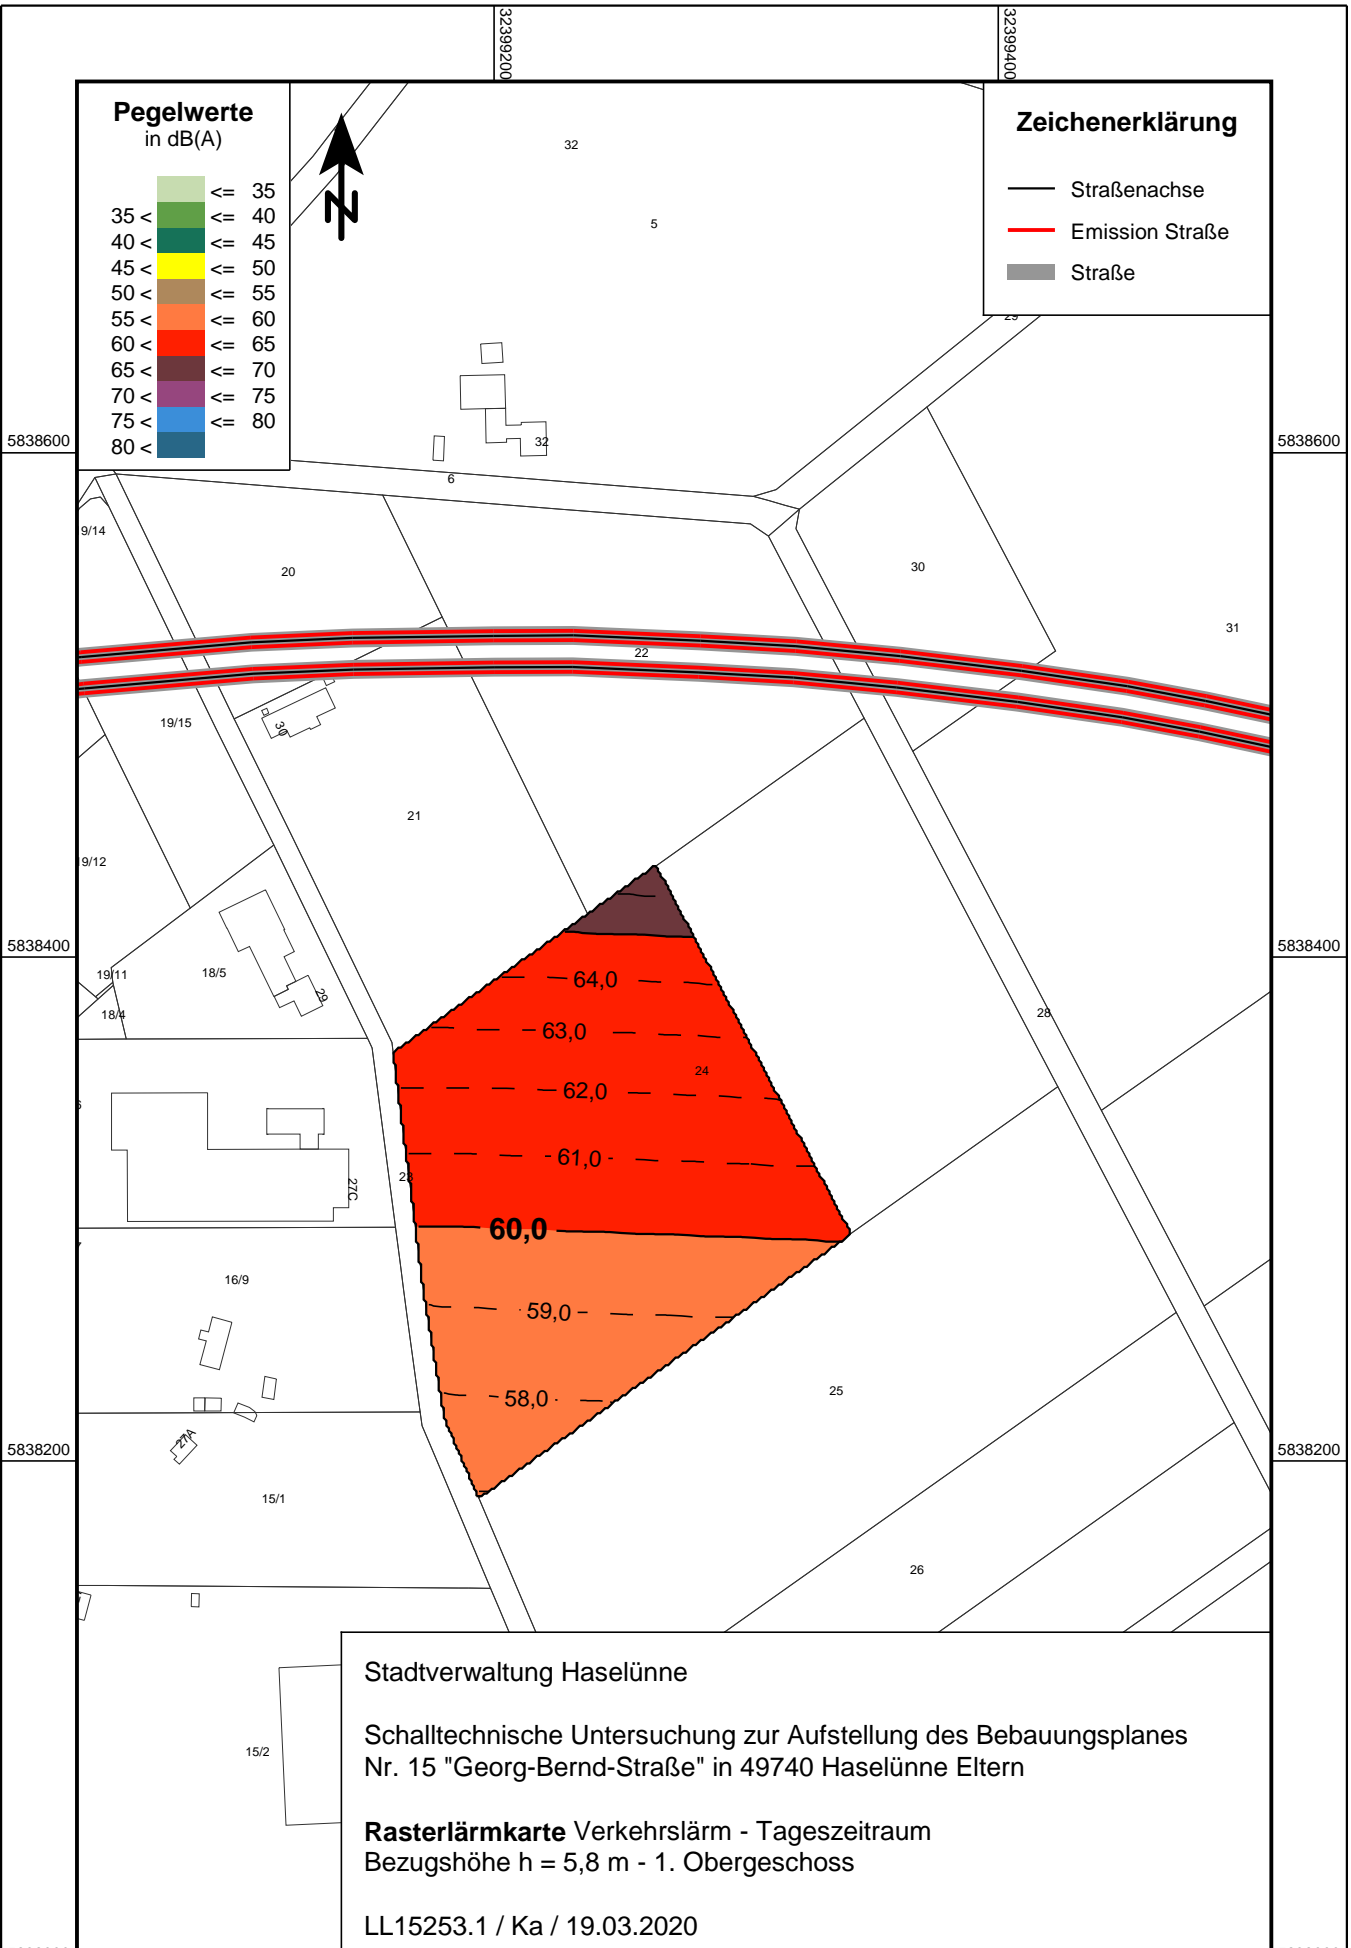 32399200
32399400
Pegelwerte
in dB(A)
<= 35
35 < <= 40
40 < <= 45
45 < <= 50
50 < <= 55
55 < <= 60
60 < <= 65
65 < <= 70
70 < <= 75
75 < <= 80
80 <
N
Zeichenerklärung
Straßenachse
Emission Straße
Straße
32
5
29
5838600
5838600
32
6
9/14
20
30
31
22
19/15
30
21
9/12
5838400
5838400
19/11
18/5
29
18/4
64,0
63,0
28
24
62,0
61,0
23
27C
60,0
16/9
59,0
58,0
25
27A
5838200
5838200
15/1
26
15/2
Stadtverwaltung Haselünne
Schalltechnische Untersuchung zur Aufstellung des Bebauungsplanes
Nr. 15 "Georg-Bernd-Straße" in 49740 Haselünne Eltern
Rasterlärmkarte Verkehrslärm - Tageszeitraum
Bezugshöhe h = 5,8 m - 1. Obergeschoss
LL15253.1 / Ka / 19.03.2020